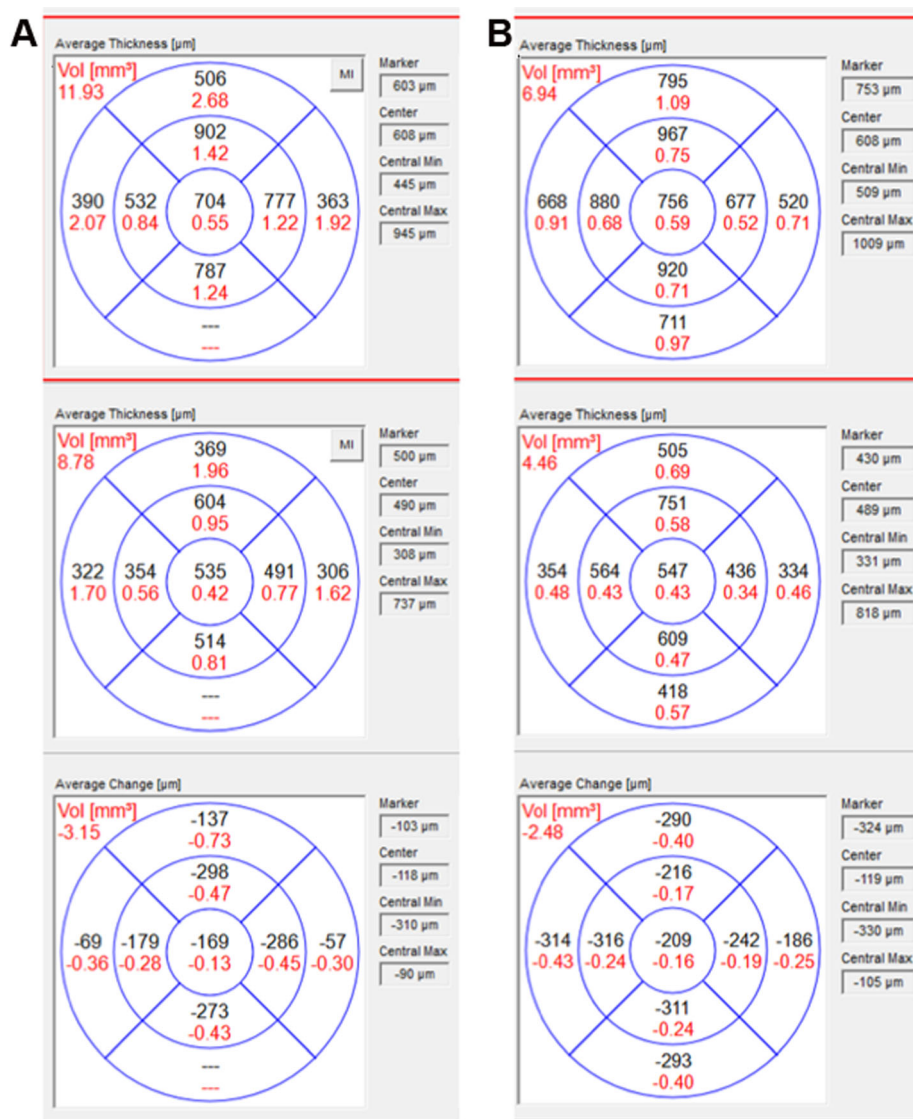 A
Average Thickness [µm]
Vol [mm³]
11.93
MI
506
2.68
902
1.42
390 532 704 777 363
2.07 0.84 0.55 1.22 1.92
787
1.24
---
---
Marker
603 µm
Center
608 µm
Central Min
445 µm
Central Max
945 µm
Average Thickness [µm]
Vol [mm³]
8.78
MI
369
1.96
604
0.95
322 354 535 491 306
1.70 0.56 0.42 0.77 1.62
514
0.81
---
---
Marker
500 µm
Center
490 µm
Central Min
308 µm
Central Max
737 µm
Average Change [µm]
Vol [mm³]
-3.15
-137
-0.73
-298
-0.47
-69 -179 -169 -286 -57
-0.36 -0.28 -0.13 -0.45 -0.30
-273
-0.43
---
---
Marker
-103 µm
Center
-118 µm
Central Min
-310 µm
Central Max
-90 µm
B
Average Thickness [µm]
Vol [mm³]
6.94
795
1.09
967
0.75
668 880 756 677 520
0.91 0.68 0.59 0.52 0.71
920
0.71
711
0.97
Marker
753 µm
Center
608 µm
Central Min
509 µm
Central Max
1009 µm
Average Thickness [µm]
Vol [mm³]
4.46
505
0.69
751
0.58
354 564 547 436 334
0.48 0.43 0.43 0.34 0.46
609
0.47
418
0.57
Marker
430 µm
Center
489 µm
Central Min
331 µm
Central Max
818 µm
Average Change [µm]
Vol [mm³]
-2.48
-290
-0.40
-216
-0.17
-314 -316 -209 -242 -186
-0.43 -0.24 -0.16 -0.19 -0.25
-311
-0.24
-293
-0.40
Marker
-324 µm
Center
-119 µm
Central Min
-330 µm
Central Max
-105 µm